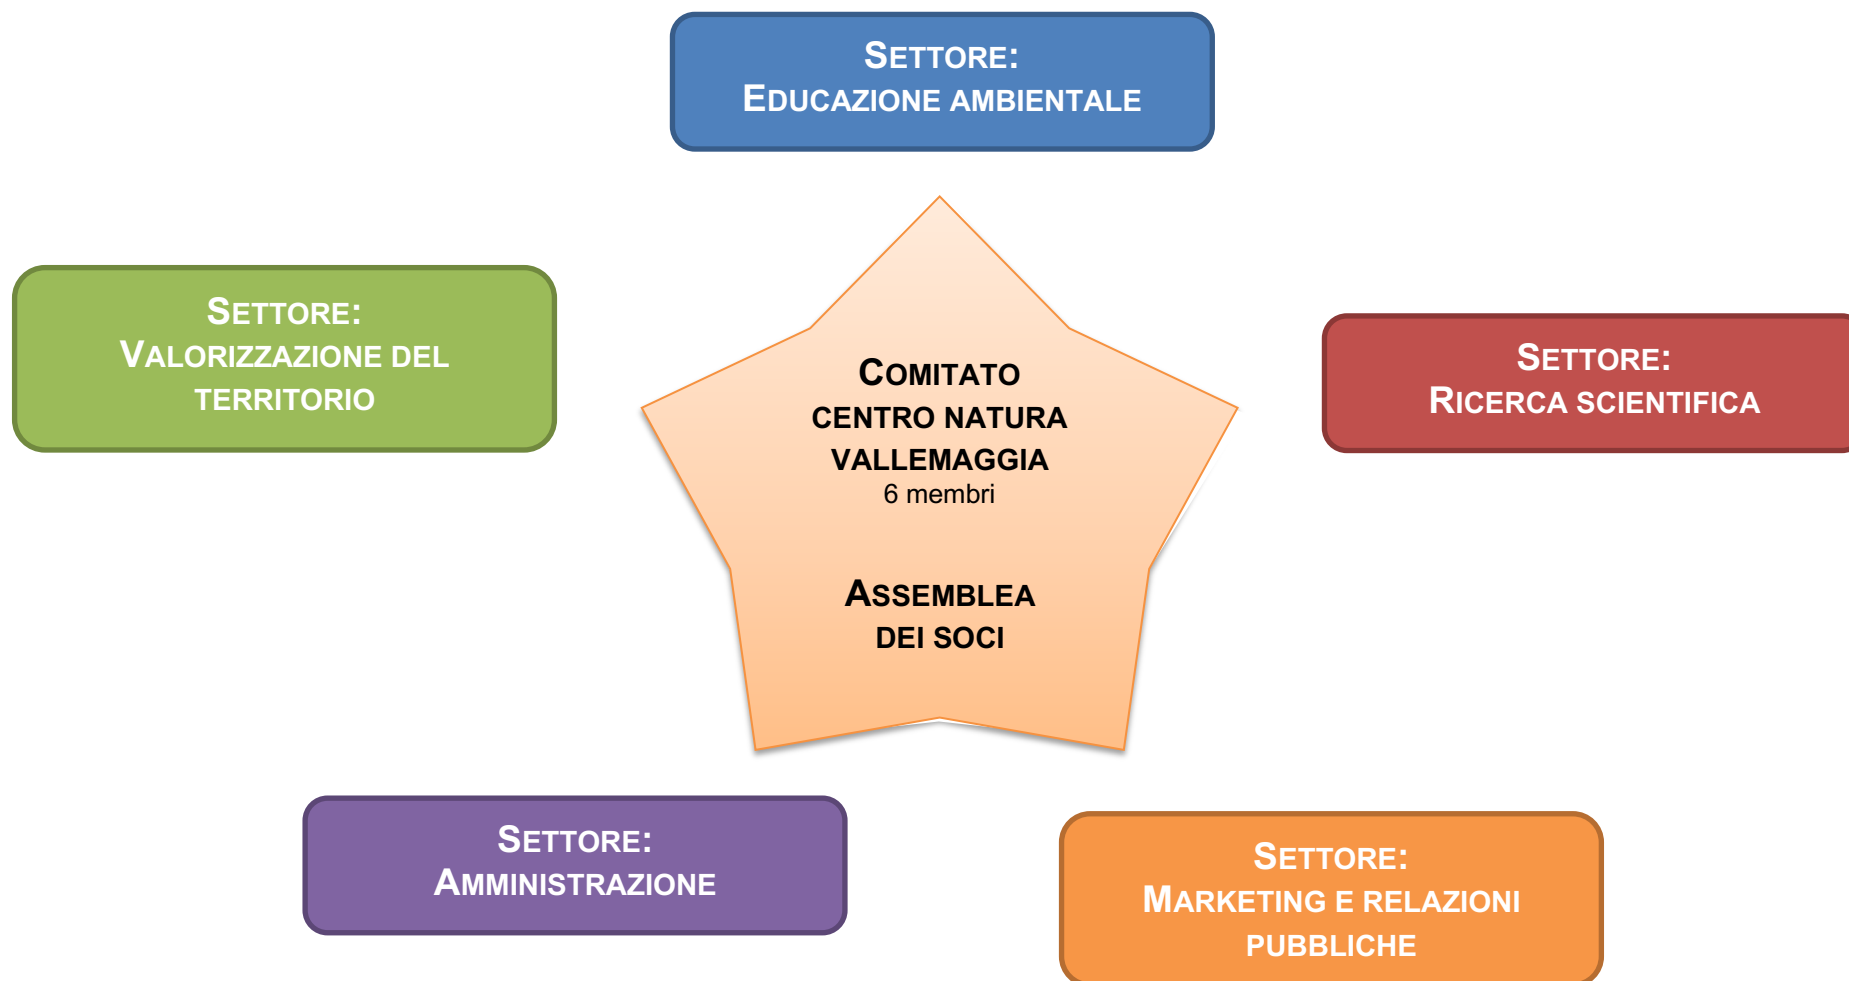 SETTORE:
EDUCAZIONE AMBIENTALE
SETTORE:
VALORIZZAZIONE DEL
TERRITORIO
COMITATO
CENTRO NATURA
VALLEMAGGIA
6 membri
ASSEMBLEA
DEI SOCI
SETTORE:
RICERCA SCIENTIFICA
SETTORE:
AMMINISTRAZIONE
SETTORE:
MARKETING E RELAZIONI
PUBBLICHE